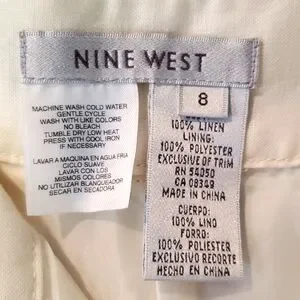 NINE WEST
8
MACHINE WASH COLD WATER
GENTLE CYCLE
WASH WITH LIKE COLORS
NO BLEACH
TUMBLE DRY LOW HEAT
PRESS WITH COOL IRON
IF NECESSARY
LAVAR A MAQUINA EN AGUA FRIA
CICLO SUAVE
LAVAR CON LOS
MISMOS COLORES
NO UTILIZAR BLANQUEADOR
SECAR EN SECADORA
100% LINEN
LINING:
100% POLYESTER
EXCLUSIVE OF TRIM
RN 54050
CA 08348
MADE IN CHINA
CUERPO:
100% LINO
FORRO:
100% POLIESTER
EXCLUSIVO RECORTE
HECHO EN CHINA